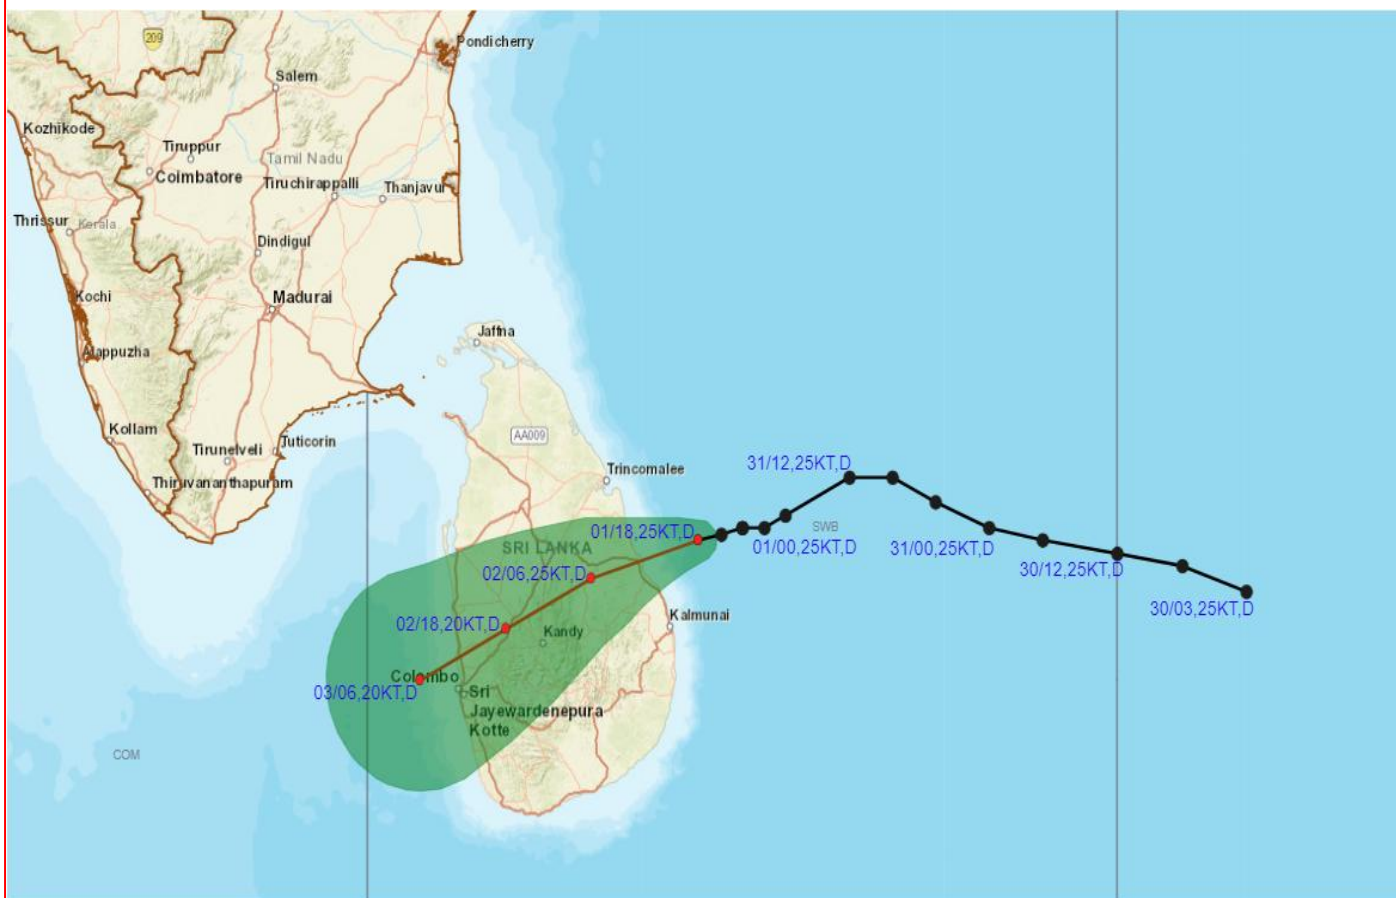 209
Pondicherry
Salem
Kozhikode
Tiruppur
Tamil Nadu
Coimbatore
Tiruchirappalli
Thanjavur
Thrissur
Kerala
Dindigul
Kochi
Madurai
Jaffna
Alappuzha
Kollam
AA009
Tirunelveli
Tuticorin
Trincomalee
31/12,25KT,D
Thiruvananthapuram
SWB
01/18,25KT,D
01/00,25KT,D
31/00,25KT,D
SRI LANKA
30/12,25KT,D
02/06,25KT,D
30/03,25KT,D
Kalmunai
02/18,20KT,D
Kandy
Colombo
03/06,20KT,D
Sri
Jayewardenepura
Kotte
COM